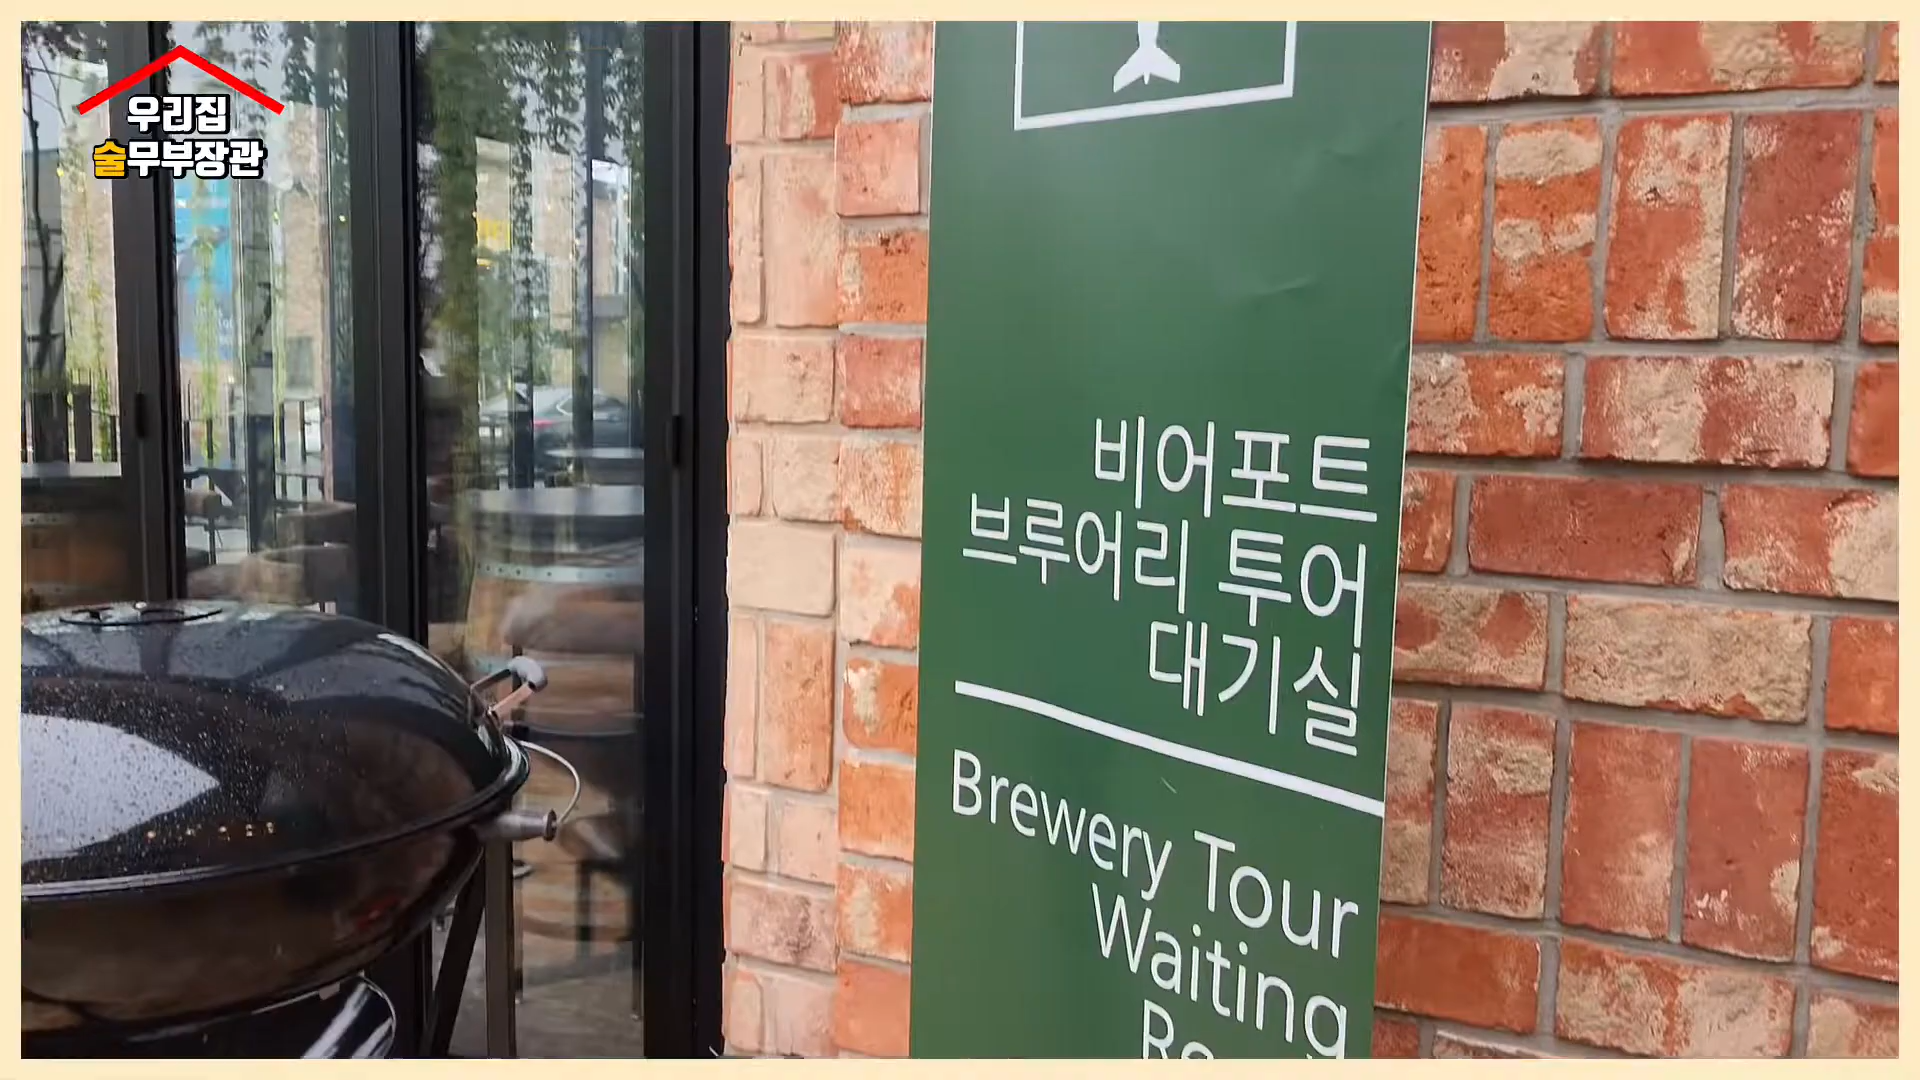 우리집
술무부장관
비어포트
브루어리 투어
대기실
Brewery Tour
Waiting